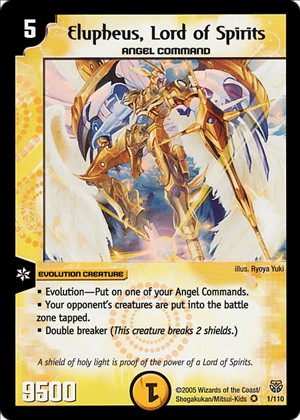 5
Elupheus, Lord of Spirits
ANGEL COMMAND
illus. Ryoya Yuki
EVOLUTION CREATURE
▪ Evolution—Put on one of your Angel Commands.
▪ Your opponent's creatures are put into the battle
zone tapped.
▪ Double breaker (This creature breaks 2 shields.)
A shield of holy light is proof of the power of a Lord of Spirits.
9500
1
©2005 Wizards of the Coast/
Shogakukan/Mitsui-Kids
1/110